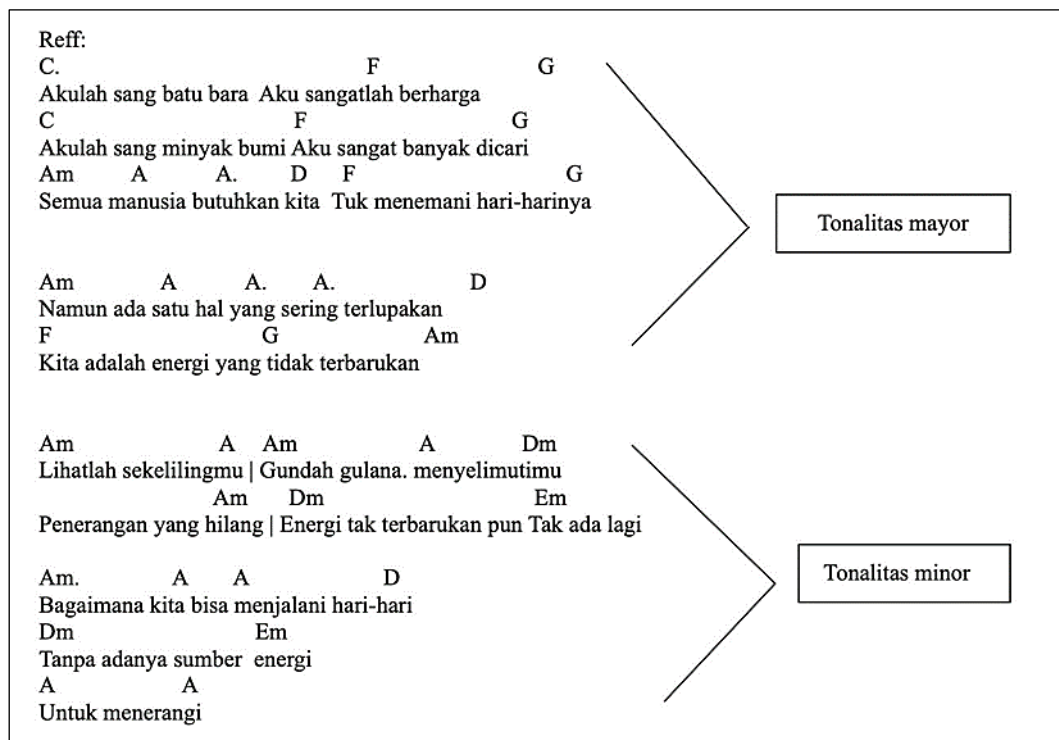 Reff:
C. F G
Akulah sang batu bara Aku sangatlah berharga
C F G
Akulah sang minyak bumi Aku sangat banyak dicari
Am A A. D F G
Semua manusia butuhkan kita Tuk menemani hari-harinya
Tonalitas mayor
Am A A. A. D
Namun ada satu hal yang sering terlupakan
F G Am
Kita adalah energi yang tidak terbarukan
Am A Am A Dm
Lihatlah sekelilingmu | Gundah gulana. menyelimutimu
Am Dm Em
Penerangan yang hilang | Energi tak terbarukan pun Tak ada lagi
Tonalitas minor
Am. A A D
Bagaimana kita bisa menjalani hari-hari
Dm Em
Tanpa adanya sumber energi
A A
Untuk menerangi